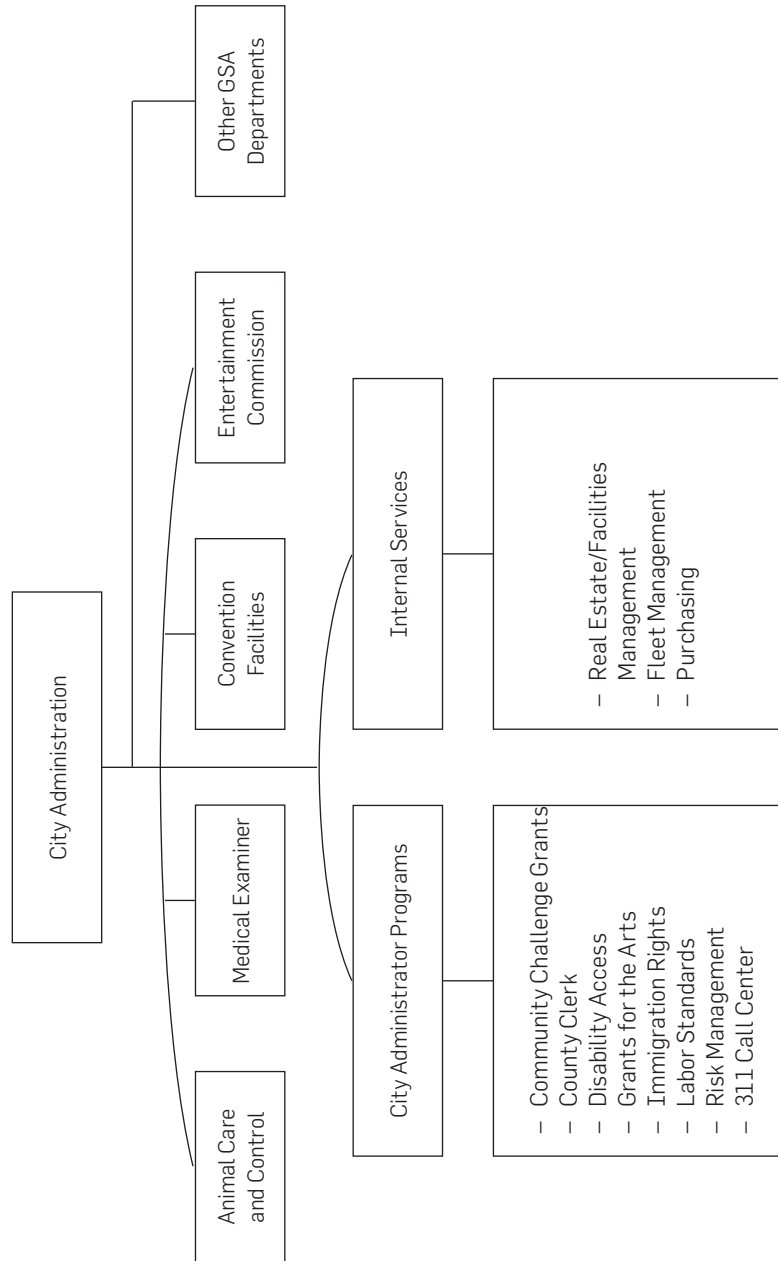 City Administration
Animal Care
and Control
Medical Examiner
Convention
Facilities
Entertainment
Commission
Other GSA
Departments
City Administrator Programs
Internal Services
– Community Challenge Grants
– County Clerk
– Disability Access
– Grants for the Arts
– Immigration Rights
– Labor Standards
– Risk Management
– 311 Call Center
– Real Estate/Facilities
Management
– Fleet Management
– Purchasing